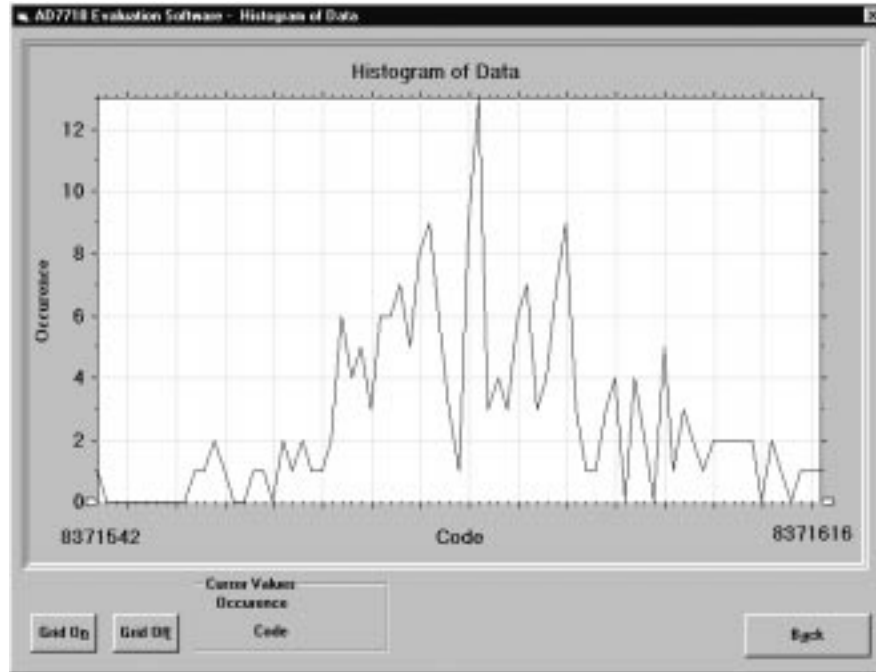 AD7718 Evaluation Software - Histogram of Data
Histogram of Data
12
10
8
6
4
2
0
Occurence
8371542
Code
8371616
Cursor Values
Occurence
Code
Grid On
Grid Off
Back